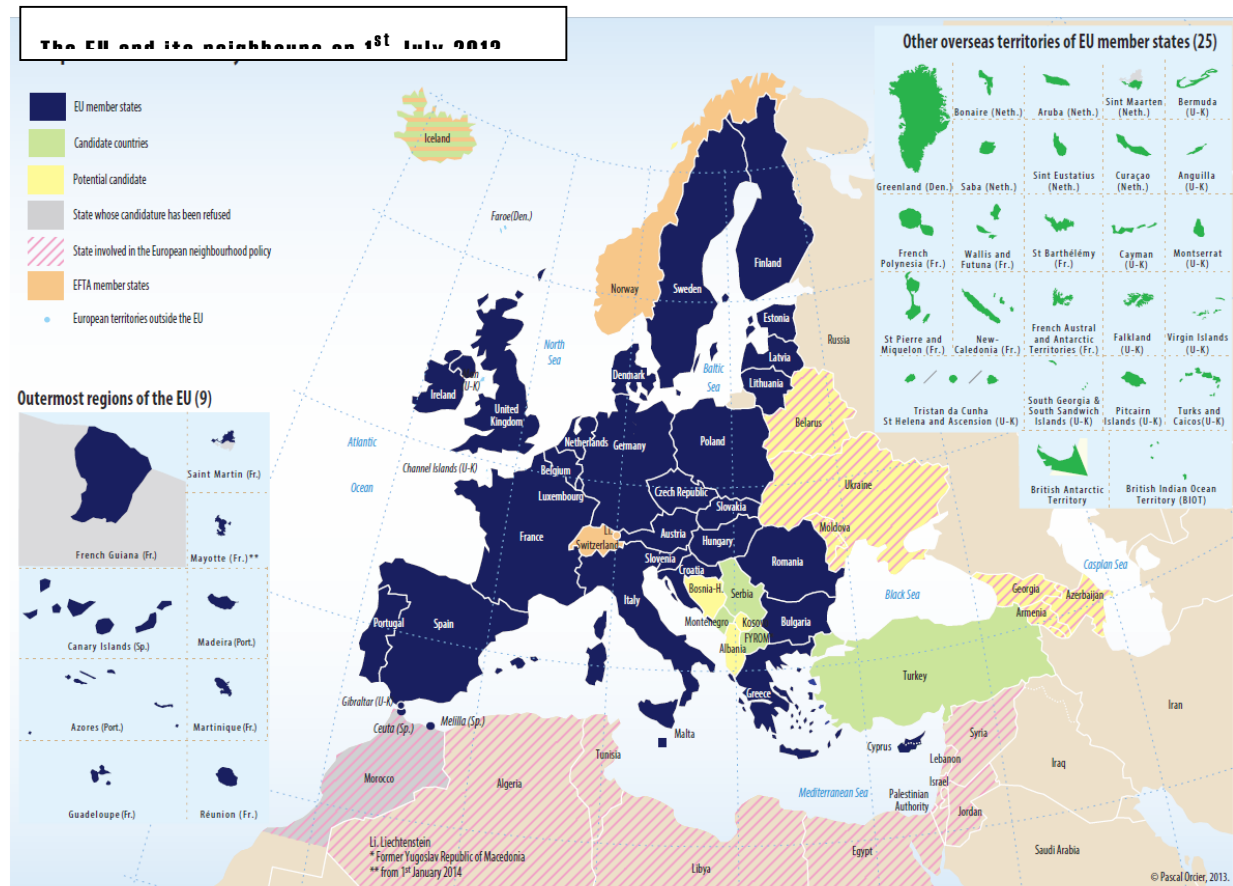 The EU and its neighbours on 1st July 2013
EU member states
Candidate countries
Potential candidate
State whose candidature has been refused
State involved in the European neighbourhood policy
EFTA member states
European territories outside the EU
Outermost regions of the EU (9)
French Guiana (Fr.)
Saint Martin (Fr.)
Mayotte (Fr.)**
Canary Islands (Sp.)
Madeira (Port.)
Azores (Port.)
Martinique (Fr.)
Guadeloupe (Fr.)
Réunion (Fr.)
Other overseas territories of EU member states (25)
Greenland (Den.)
Bonaire (Neth.)
Aruba (Neth.)
Sint Maarten
(Neth.)
Bermuda
(U-K)
Saba (Neth.)
Sint Eustatius
(Neth.)
Curaçao
(Neth.)
Anguilla
(U-K)
French
Polynesia (Fr.)
Wallis and
Futuna (Fr.)
St Barthélémy
(Fr.)
Cayman
(U-K)
Montserrat
(U-K)
St Pierre and
Miquelon (Fr.)
New-
Caledonia (Fr.)
French Austral
and Antarctic
Territories (Fr.)
Falkland
(U-K)
Virgin Islands
(U-K)
Tristan da Cunha
St Helena and Ascension (U-K)
South Georgia &
South Sandwich
Islands (U-K)
Pitcairn
Islands (U-K)
Turks and
Caicos(U-K)
British Antarctic
Territory
British Indian Ocean
Territory (BIOT)
Iceland
Faroe(Den.)
Norway
Sweden
Finland
Russia
Estonia
Latvia
Lithuania
North
Sea
Baltic
Sea
Denmark
(U-K)
Ireland
United
Kingdom
Atlantic
Ocean
Channel Islands (U-K)
Netherlands
Germany
Poland
Belarus
Belgium
Luxembourg
Czech Republic
Slovakia
Ukraine
Moldova
France
Li.
Switzerland
Austria
Hungary
Slovenia
Croatia
Romania
Bosnia-H.
Serbia
Italy
Montenegro
Bulgaria
FYROM
Albania
Black Sea
Caspian Sea
Georgia
Armenia
Azerbaijan
Portugal
Spain
Turkey
Greece
Gibraltar (U-K)
Ceuta (Sp.)
Melilla (Sp.)
Malta
Cyprus
Mediterranean Sea
Morocco
Algeria
Tunisia
Libya
Egypt
Syria
Lebanon
Israel
Palestinian
Authority
Jordan
Iraq
Iran
Saudi Arabia
Li. Liechtenstein
* Former Yugoslav Republic of Macedonia
** from 1st January 2014
© Pascal Orcier, 2013.